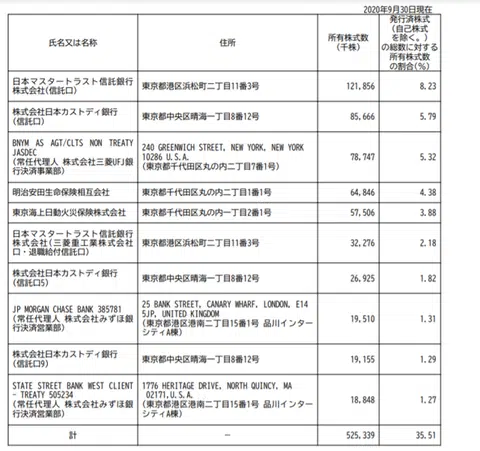 2020年9月30日現在
氏名又は名称
住所
所有株式数
(千株)
発行済株式
(自己株式
を除く。)
の総数に対する
所有株式数
の割合(%)
日本マスタートラスト信託銀行
株式会社(信託口)
東京都港区浜松町二丁目11番3号
121,856
8.23
株式会社日本カストディ銀行
(信託口)
東京都中央区晴海一丁目8番12号
85,666
5.79
BNYM AS AGT/CLTS NON TREATY
JASDEC
(常任代理人 株式会社三菱UFJ銀
行決済事業部)
240 GREENWICH STREET, NEW YORK, NEW YORK
10286 U.S.A.
(東京都千代田区丸の内二丁目7番1号)
78,747
5.32
明治安田生命保険相互会社
東京都千代田区丸の内二丁目1番1号
64,846
4.38
東京海上日動火災保険株式会社
東京都千代田区丸の内一丁目2番1号
57,506
3.88
日本マスタートラスト信託銀行
株式会社(三菱重工業株式会社
口・退職給付信託口)
東京都港区浜松町二丁目11番3号
32,276
2.18
株式会社日本カストディ銀行
(信託口5)
東京都中央区晴海一丁目8番12号
26,925
1.82
JP MORGAN CHASE BANK 385781
(常任代理人 株式会社みずほ銀
行決済営業部)
25 BANK STREET, CANARY WHARF, LONDON, E14
5JP, UNITED KINGDOM
(東京都港区港南二丁目15番1号 品川インター
シティA棟)
19,510
1.31
株式会社日本カストディ銀行
(信託口9)
東京都中央区晴海一丁目8番12号
19,155
1.29
STATE STREET BANK WEST CLIENT
- TREATY 505234
(常任代理人 株式会社みずほ銀
行決済営業部)
1776 HERITAGE DRIVE, NORTH QUINCY, MA
02171,U.S.A.
(東京都港区港南二丁目15番1号 品川インター
シティA棟)
18,848
1.27
計
－
525,339
35.51